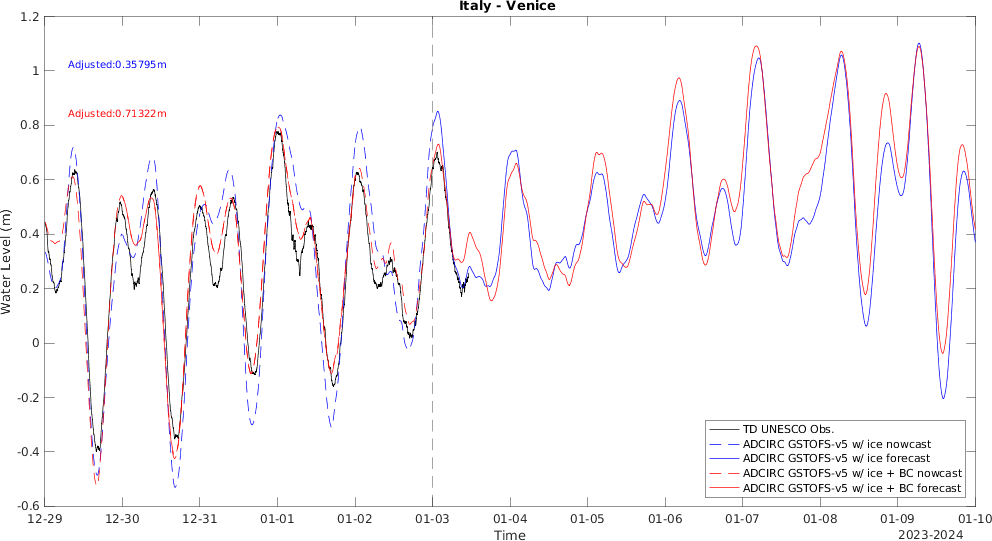 Italy - Venice
1.2
1
0.8
0.6
0.4
0.2
0
-0.2
-0.4
-0.6
Water Level (m)
Adjusted:0.35795m
Adjusted:0.71322m
TD UNESCO Obs.
ADCIRC GSTOFS-v5 w/ ice nowcast
ADCIRC GSTOFS-v5 w/ ice forecast
ADCIRC GSTOFS-v5 w/ ice + BC nowcast
ADCIRC GSTOFS-v5 w/ ice + BC forecast
12-29 12-30 12-31 01-01 01-02 01-03 01-04 01-05 01-06 01-07 01-08 01-09 01-10
Time
2023-2024